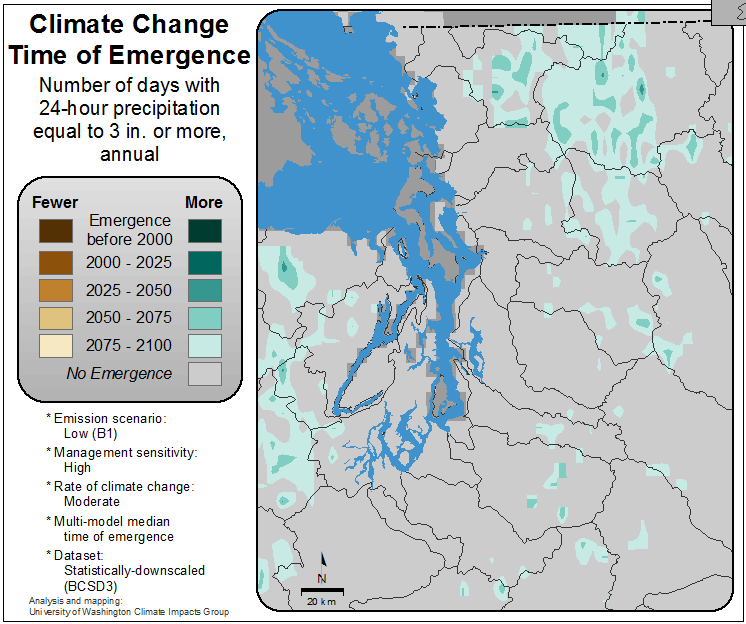 Climate Change
Time of Emergence
Number of days with
24-hour precipitation
equal to 3 in. or more,
annual
Fewer More
Emergence
before 2000
2000 - 2025
2025 - 2050
2050 - 2075
2075 - 2100
No Emergence
* Emission scenario:
Low (B1)
* Management sensitivity:
High
* Rate of climate change:
Moderate
* Multi-model median
time of emergence
* Dataset:
Statistically-downscaled
(BCSD3)
Analysis and mapping:
University of Washington Climate Impacts Group
N
20 km